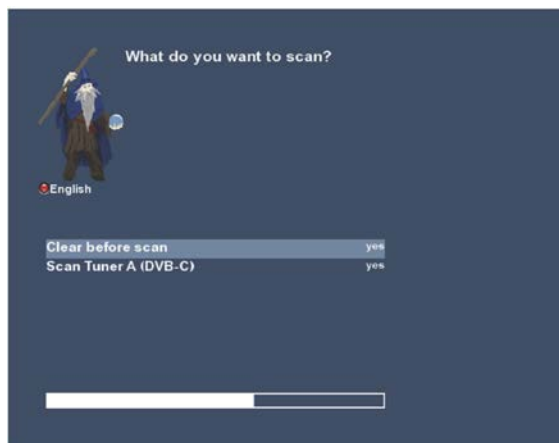 What do you want to scan?
English
Clear before scan yes
Scan Tuner A (DVB-C) yes